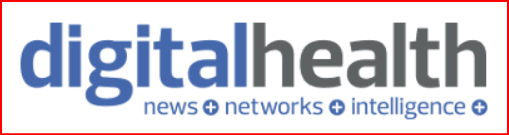 digitalhealth
news + networks + intelligence +